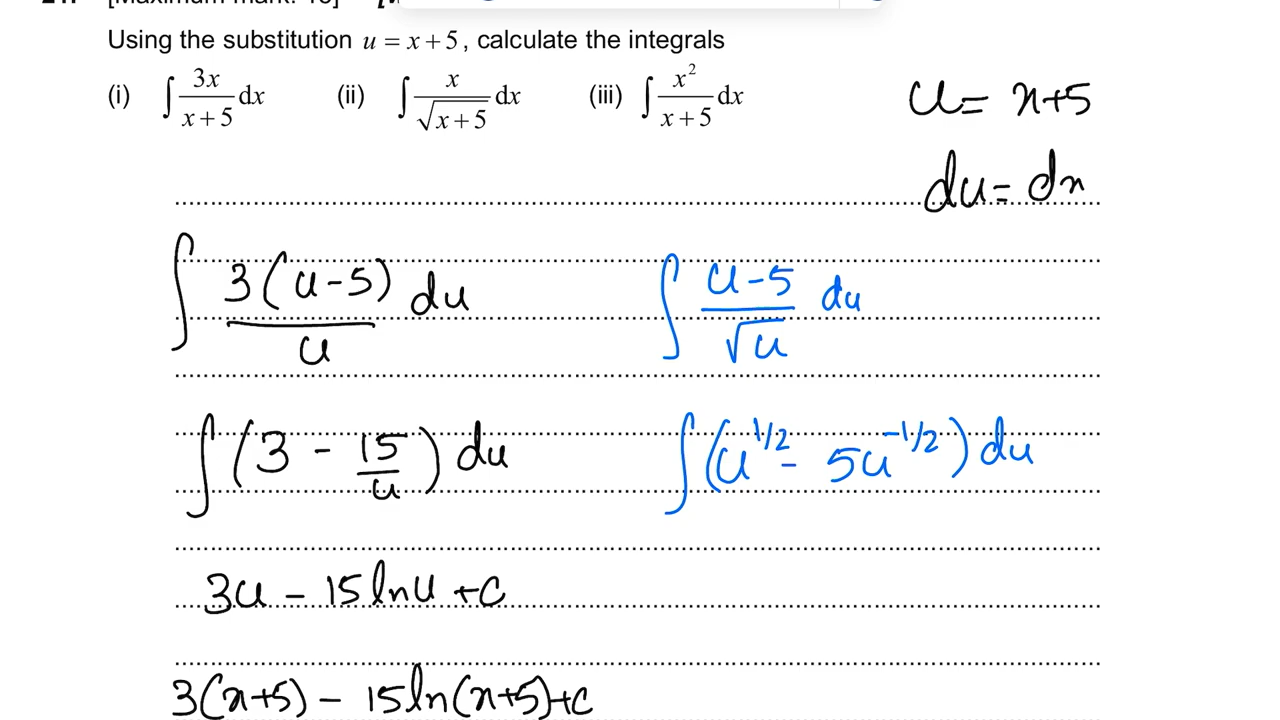 Using the substitution u = x + 5, calculate the integrals
(i) ∫ 3x/(x + 5) dx (ii) ∫ x/√(x + 5) dx (iii) ∫ x²/(x + 5) dx
u = x+5
du = dx
∫ 3(u-5)/u du
∫ (3 - 15/u) du
3u - 15 ln u + c
3(x+5) - 15 ln(x+5) + c
∫ (u-5)/√u du
∫ (u^1/2 - 5u^-1/2) du